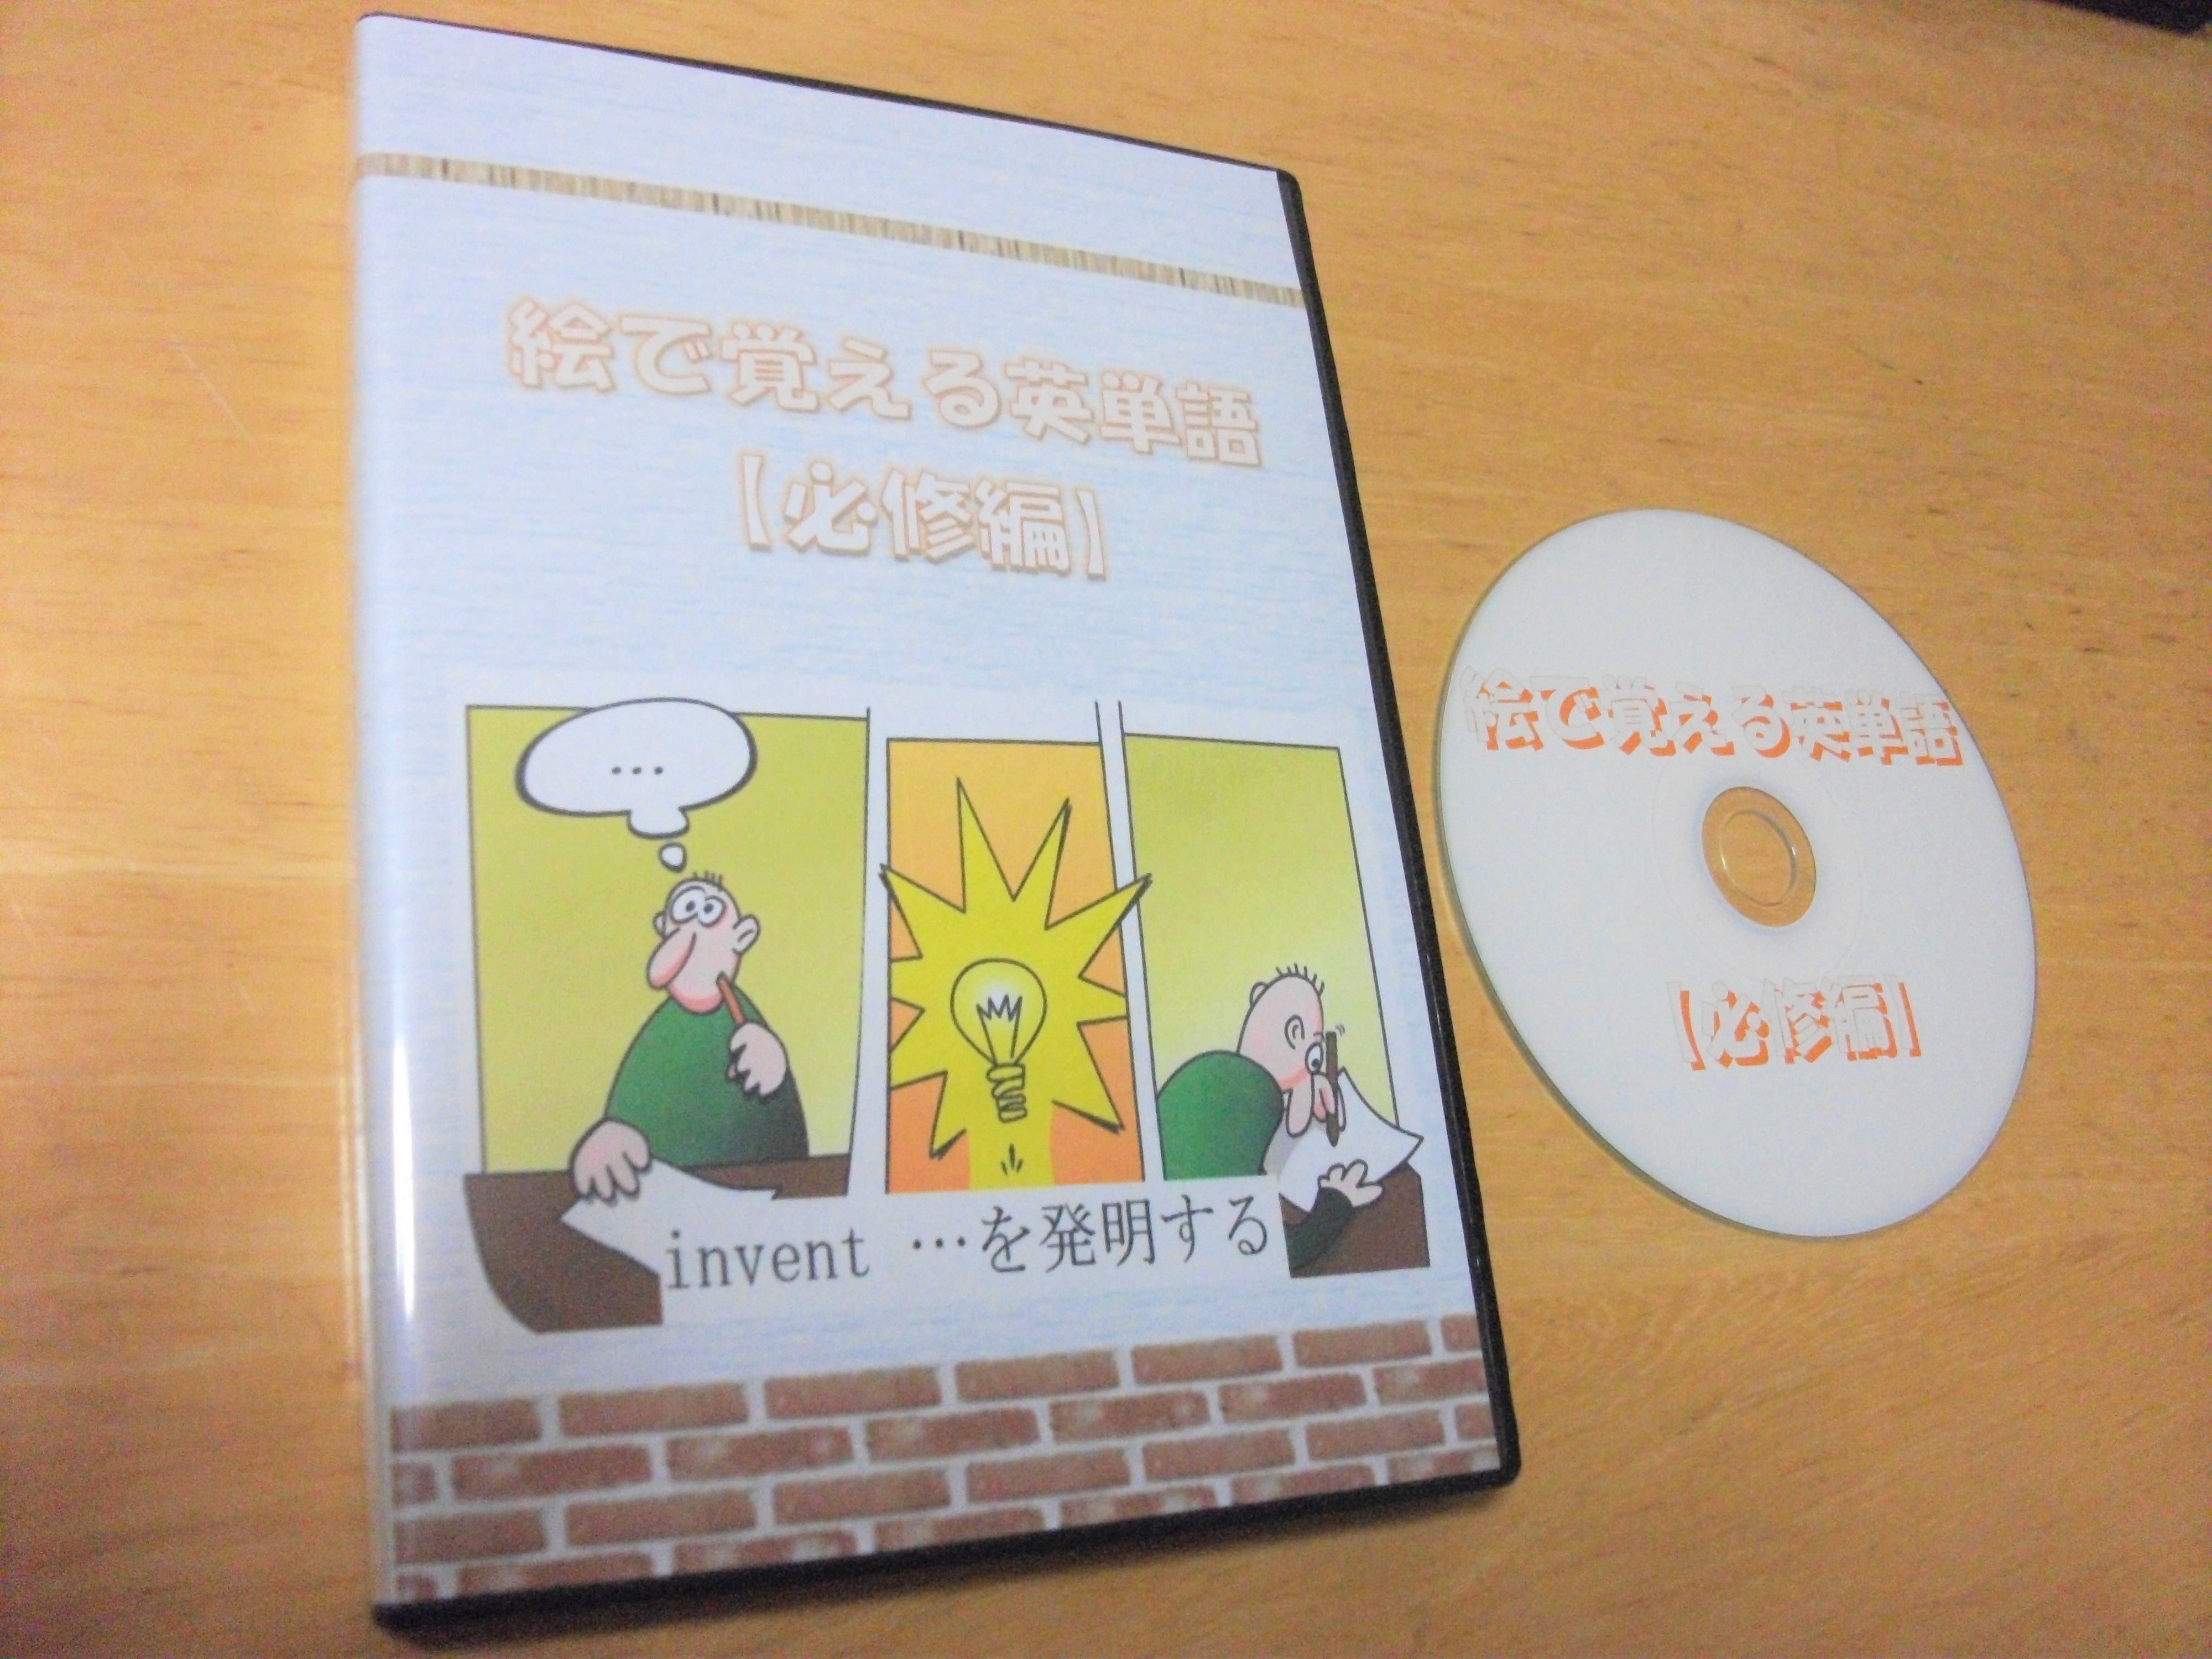 絵で覚える英単語
【必修編】
...
invent …を発明する
絵で覚える英単語
【必修編】